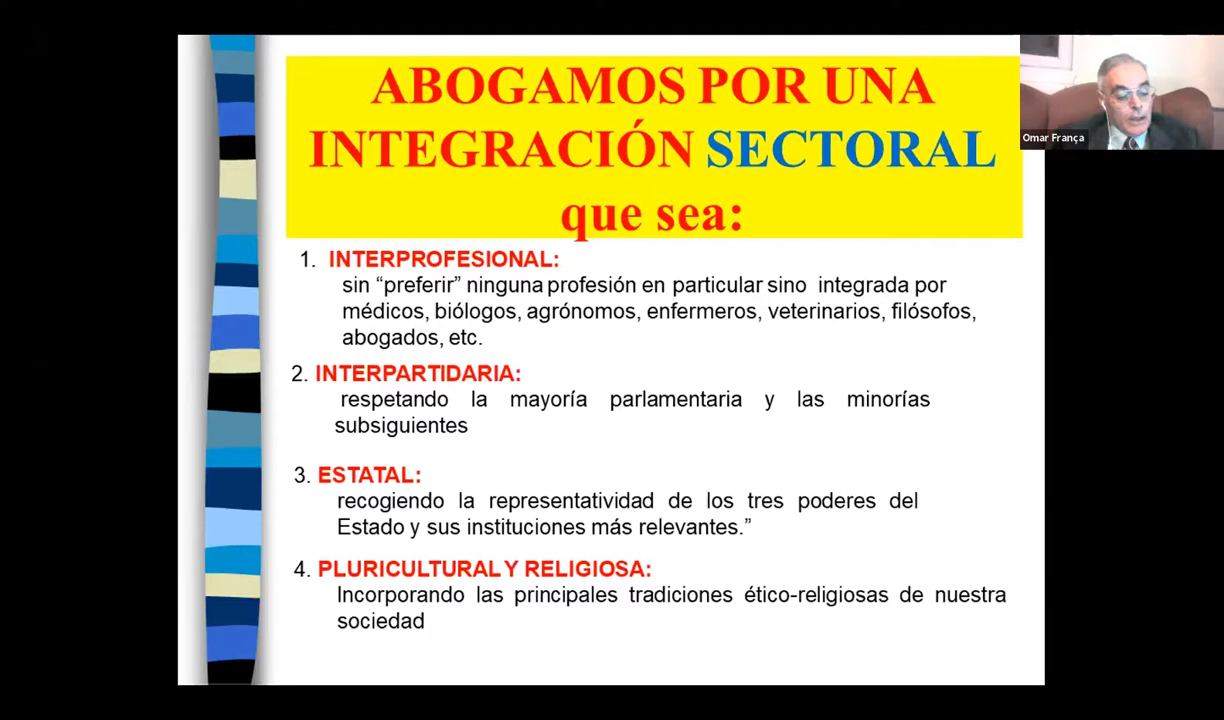 ABOGAMOS POR UNA
INTEGRACIÓN SECTORAL
que sea:
Omar França
1. INTERPROFESIONAL:
sin “preferir” ninguna profesión en particular sino integrada por
médicos, biólogos, agrónomos, enfermeros, veterinarios, filósofos,
abogados, etc.
2. INTERPARTIDARIA:
respetando la mayoría parlamentaria y las minorías
subsiguientes
3. ESTATAL:
recogiendo la representatividad de los tres poderes del
Estado y sus instituciones más relevantes.”
4. PLURICULTURAL Y RELIGIOSA:
Incorporando las principales tradiciones ético-religiosas de nuestra
sociedad